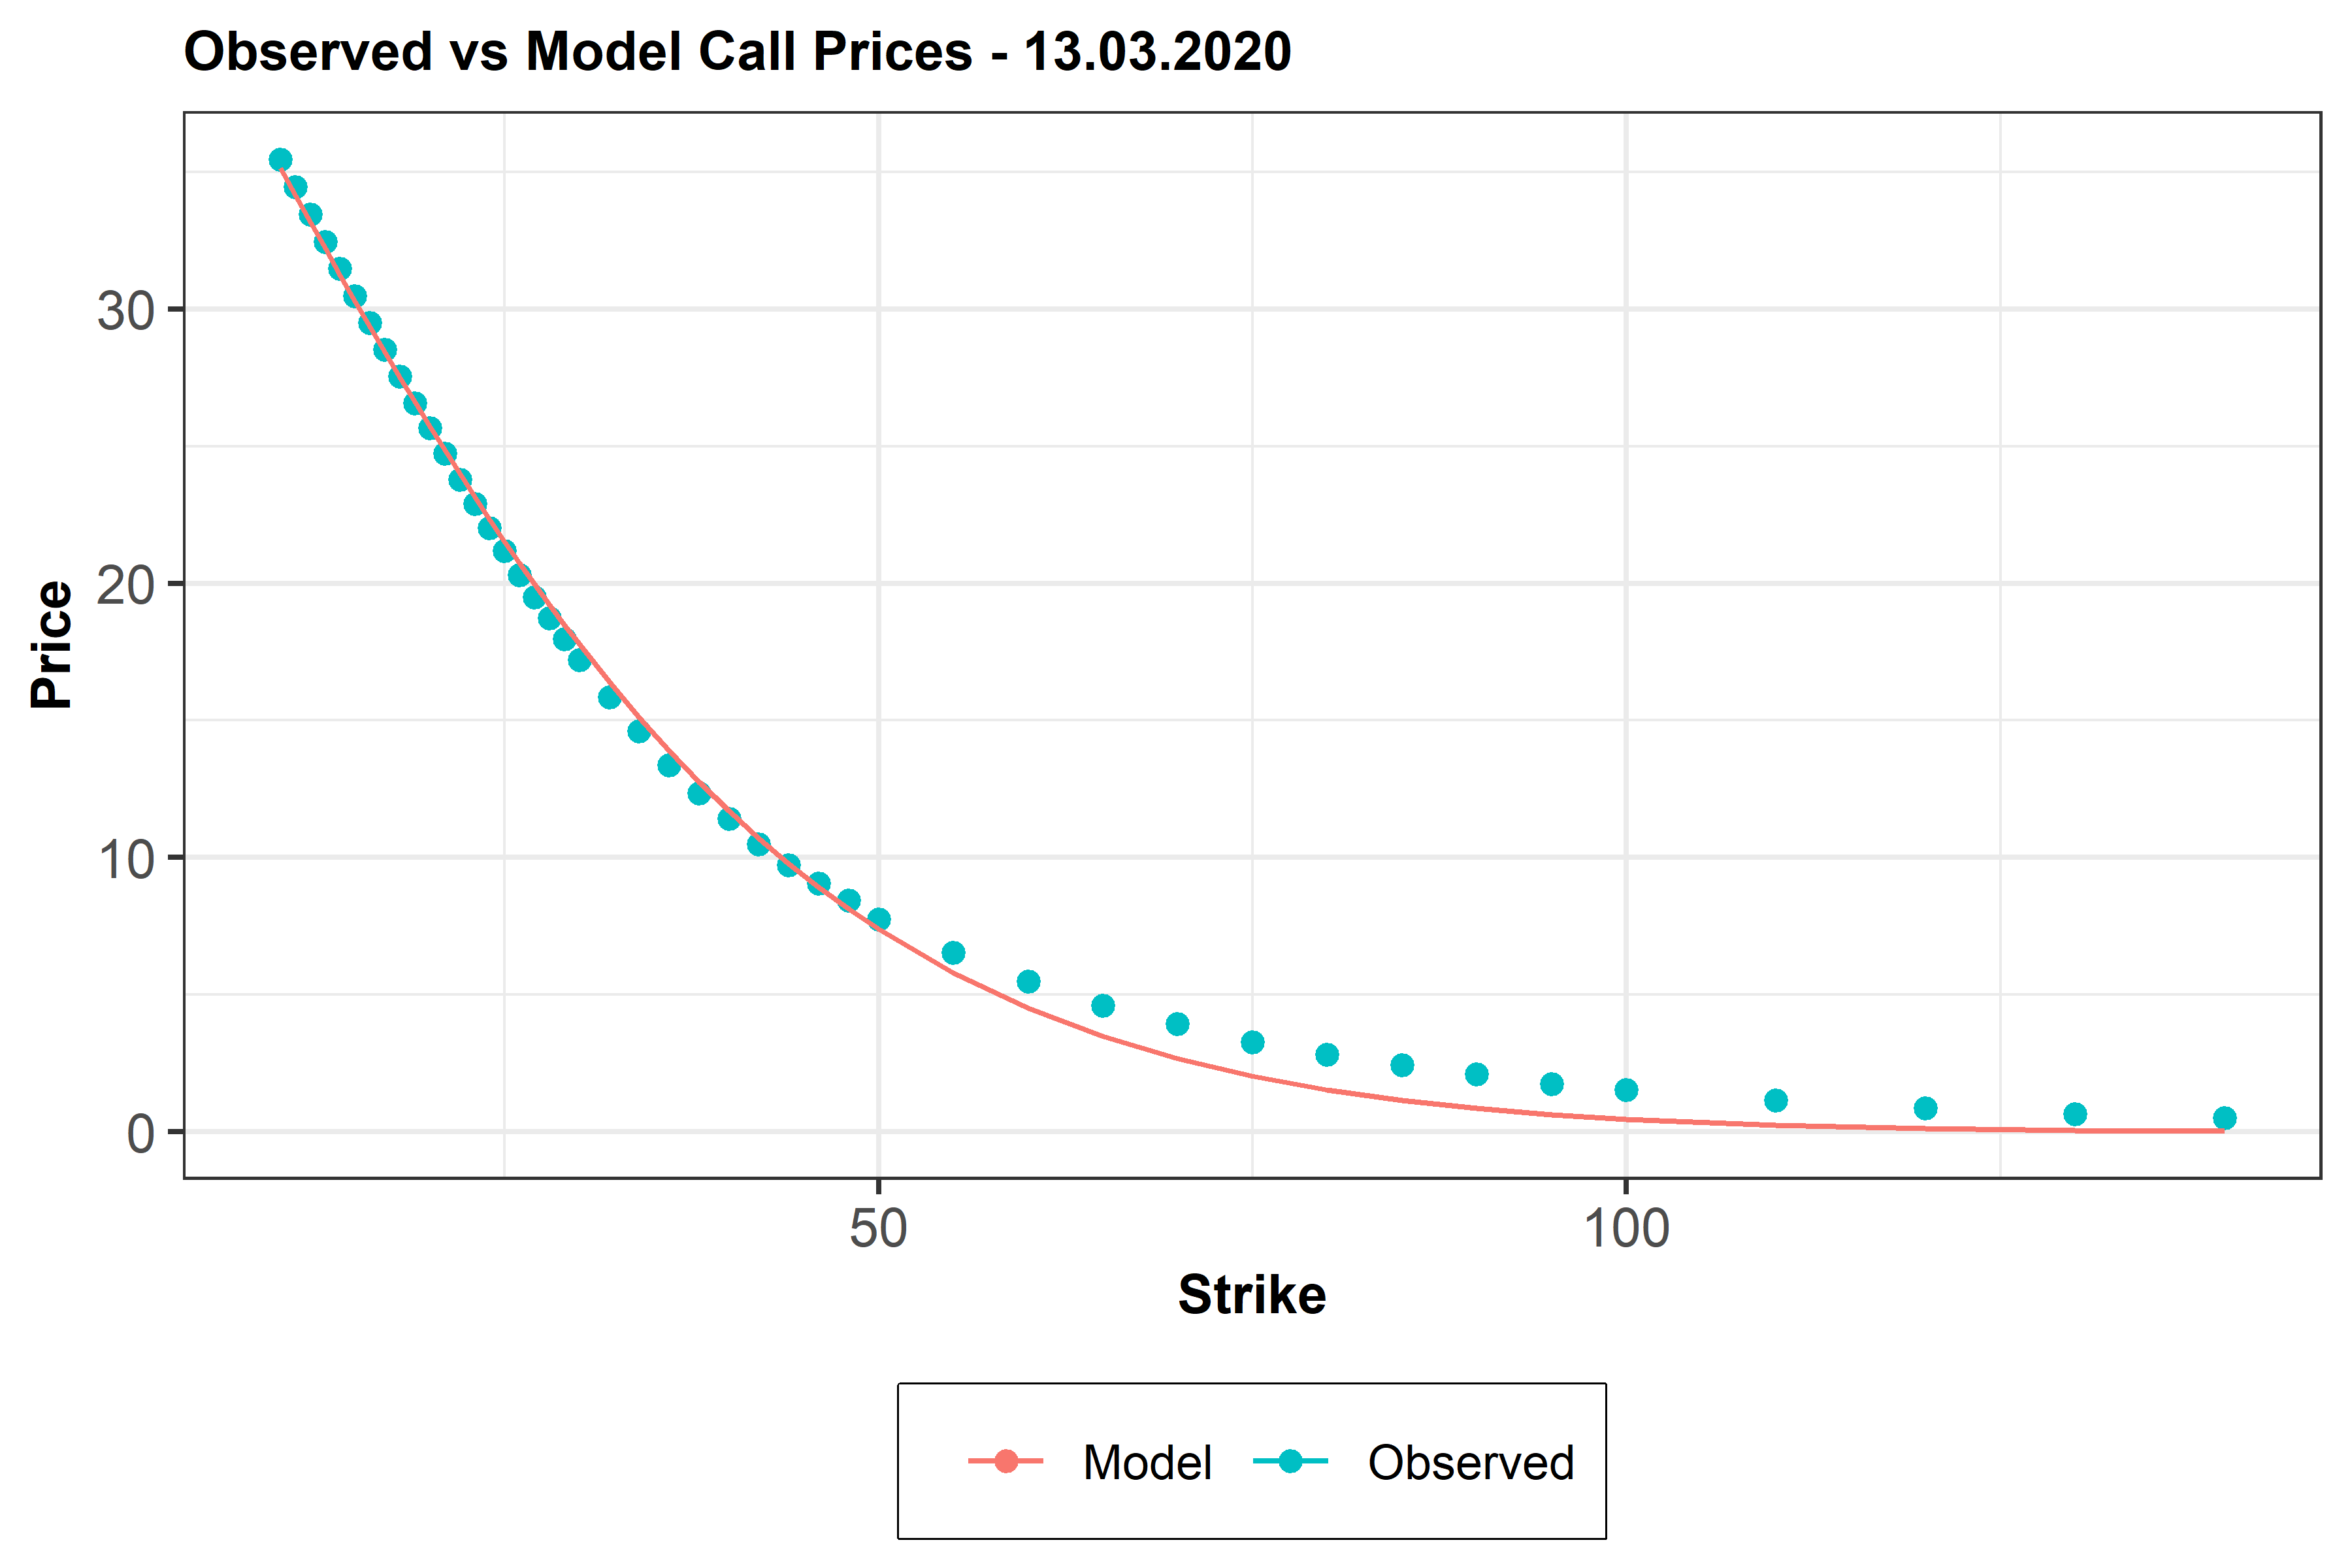 Observed vs Model Call Prices - 13.03.2020
Price
30
20
10
0
50 100
Strike
Model Observed